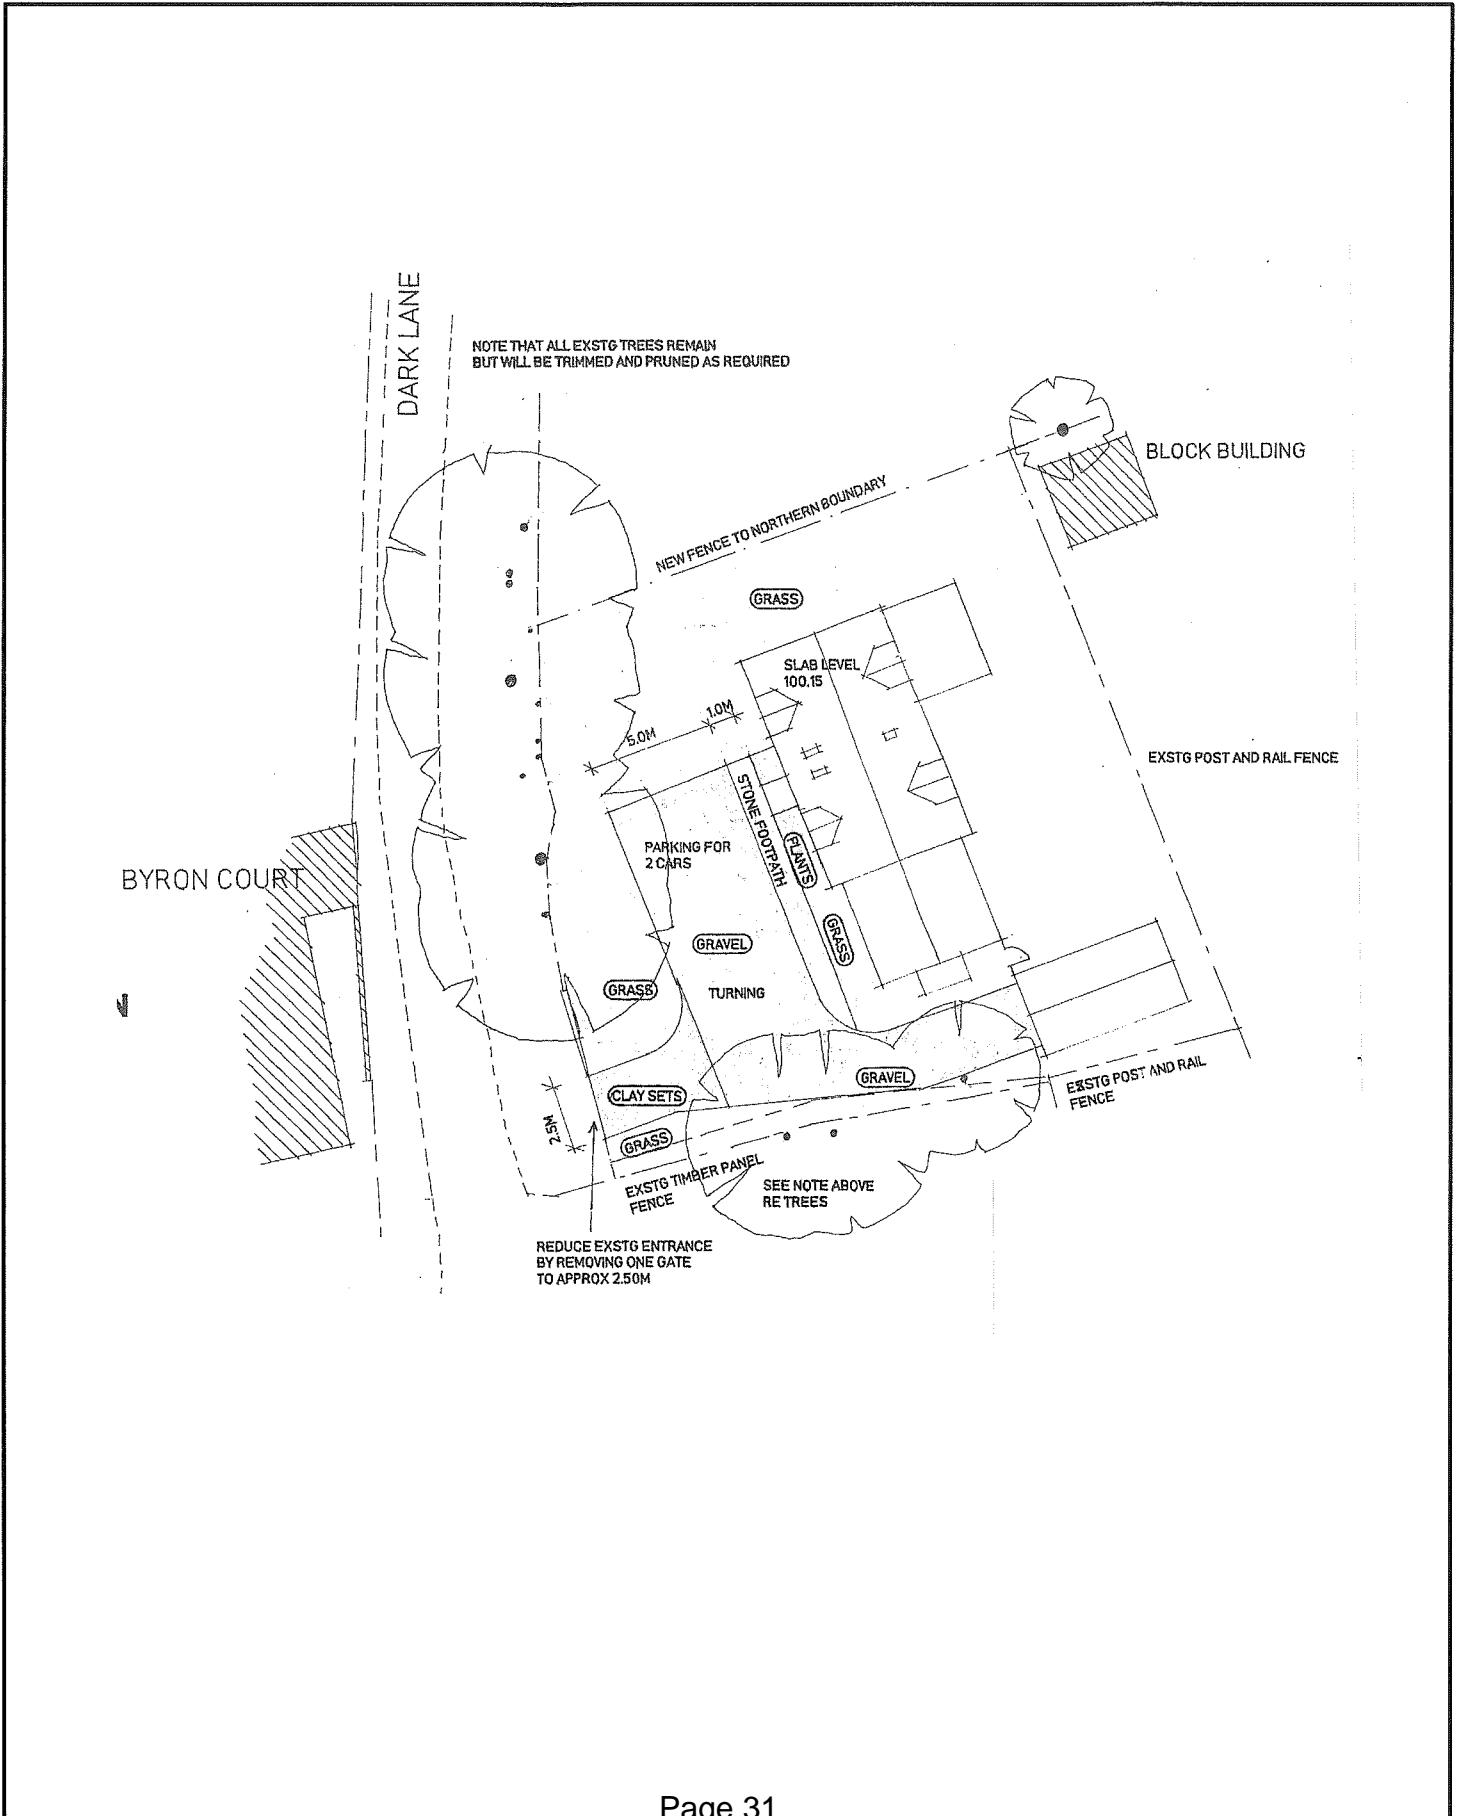 DARK LANE
NOTE THAT ALL EXSTG TREES REMAIN
BUT WILL BE TRIMMED AND PRUNED AS REQUIRED
BLOCK BUILDING
NEW FENCE TO NORTHERN BOUNDARY
GRASS
SLAB LEVEL
100.15
1.0M
5.0M
EXSTG POST AND RAIL FENCE
STONE FOOTPATH
PARKING FOR
2 CARS
PLANTS
BYRON COURT
GRASS
GRAVEL
GRASS
TURNING
GRAVEL
CLAY SETS
EXSTG POST AND RAIL
FENCE
2.5M
GRASS
EXSTG TIMBER PANEL
FENCE
SEE NOTE ABOVE
RE TREES
REDUCE EXSTG ENTRANCE
BY REMOVING ONE GATE
TO APPROX 2.50M
Page 31